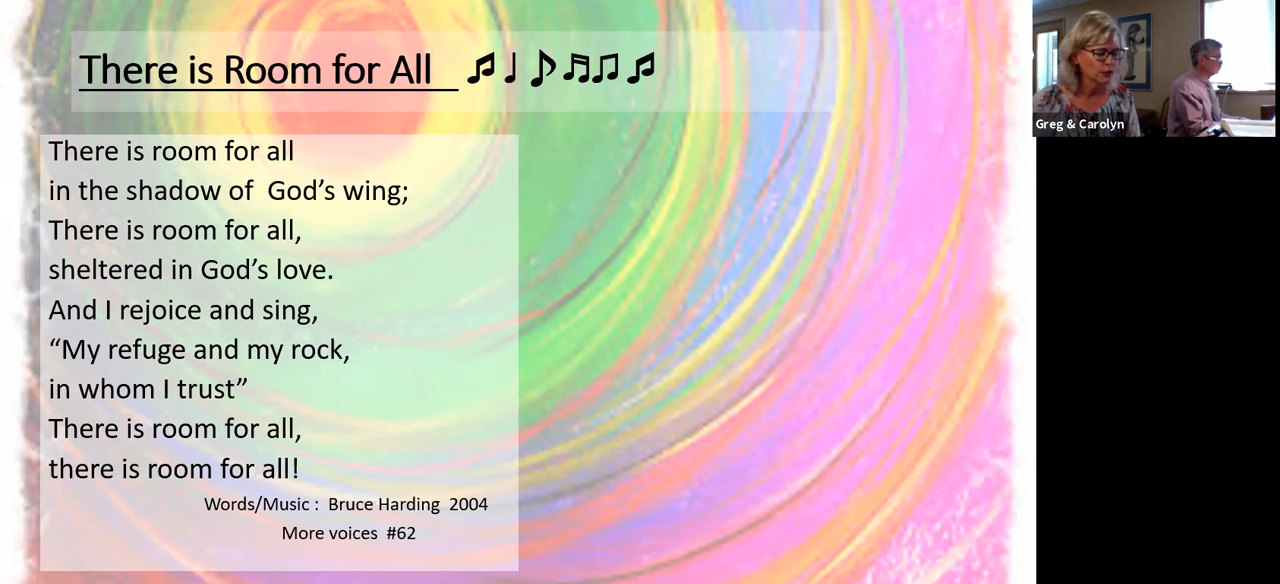 There is Room for All ♫♩♪♬♫♫
There is room for all
in the shadow of God’s wing;
There is room for all,
sheltered in God’s love.
And I rejoice and sing,
“My refuge and my rock,
in whom I trust”
There is room for all,
there is room for all!
Words/Music : Bruce Harding 2004
More voices #62
Greg & Carolyn